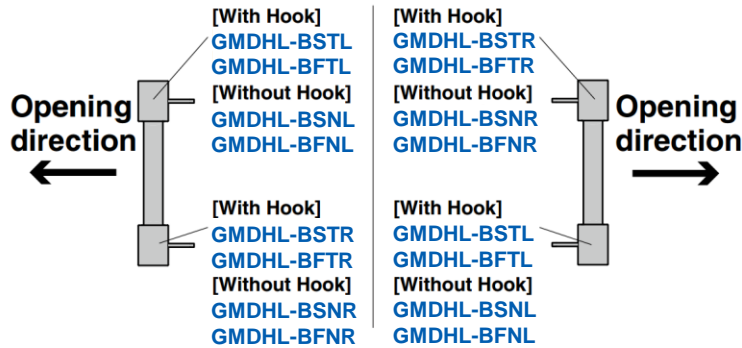 [With Hook]
GMDHL-BSTL
GMDHL-BFTL
[Without Hook]
GMDHL-BSNL
GMDHL-BFNL
Opening
direction
[With Hook]
GMDHL-BSTR
GMDHL-BFTR
[Without Hook]
GMDHL-BSNR
GMDHL-BFNR
[With Hook]
GMDHL-BSTR
GMDHL-BFTR
[Without Hook]
GMDHL-BSNR
GMDHL-BFNR
Opening
direction
[With Hook]
GMDHL-BSTL
GMDHL-BFTL
[Without Hook]
GMDHL-BSNL
GMDHL-BFNL